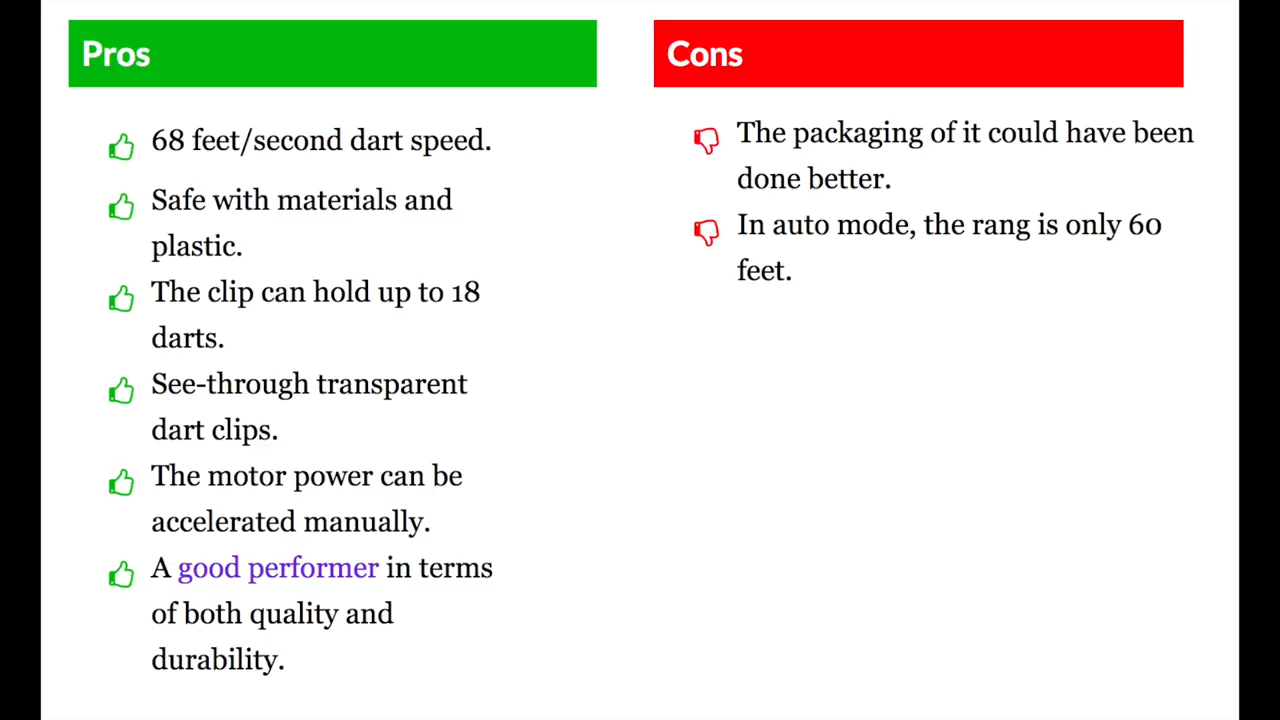 Pros
68 feet/second dart speed.
Safe with materials and
plastic.
The clip can hold up to 18
darts.
See-through transparent
dart clips.
The motor power can be
accelerated manually.
A good performer in terms
of both quality and
durability.
Cons
The packaging of it could have been
done better.
In auto mode, the rang is only 60
feet.